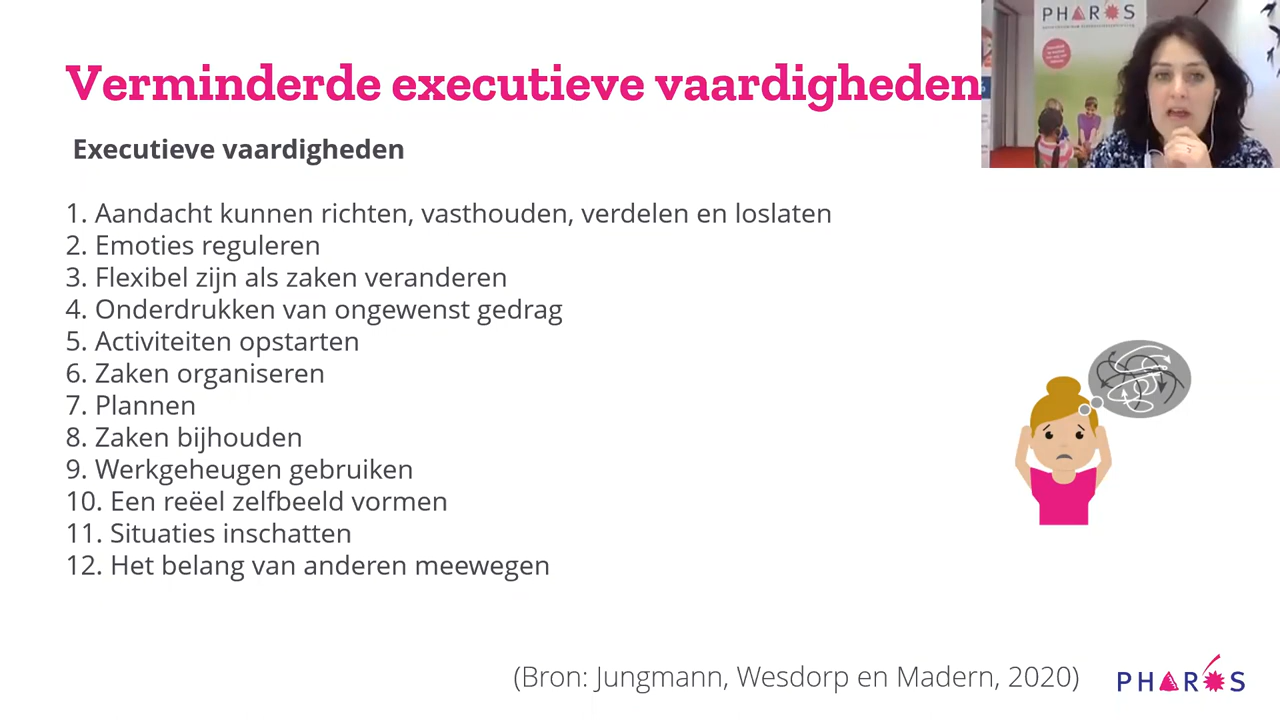 PHAROS
Verminderde executieve vaardigheden
Executieve vaardigheden
1. Aandacht kunnen richten, vasthouden, verdelen en loslaten
2. Emoties reguleren
3. Flexibel zijn als zaken veranderen
4. Onderdrukken van ongewenst gedrag
5. Activiteiten opstarten
6. Zaken organiseren
7. Plannen
8. Zaken bijhouden
9. Werkgeheugen gebruiken
10. Een reëel zelfbeeld vormen
11. Situaties inschatten
12. Het belang van anderen meewegen
(Bron: Jungmann, Wesdorp en Madern, 2020)
PHAROS